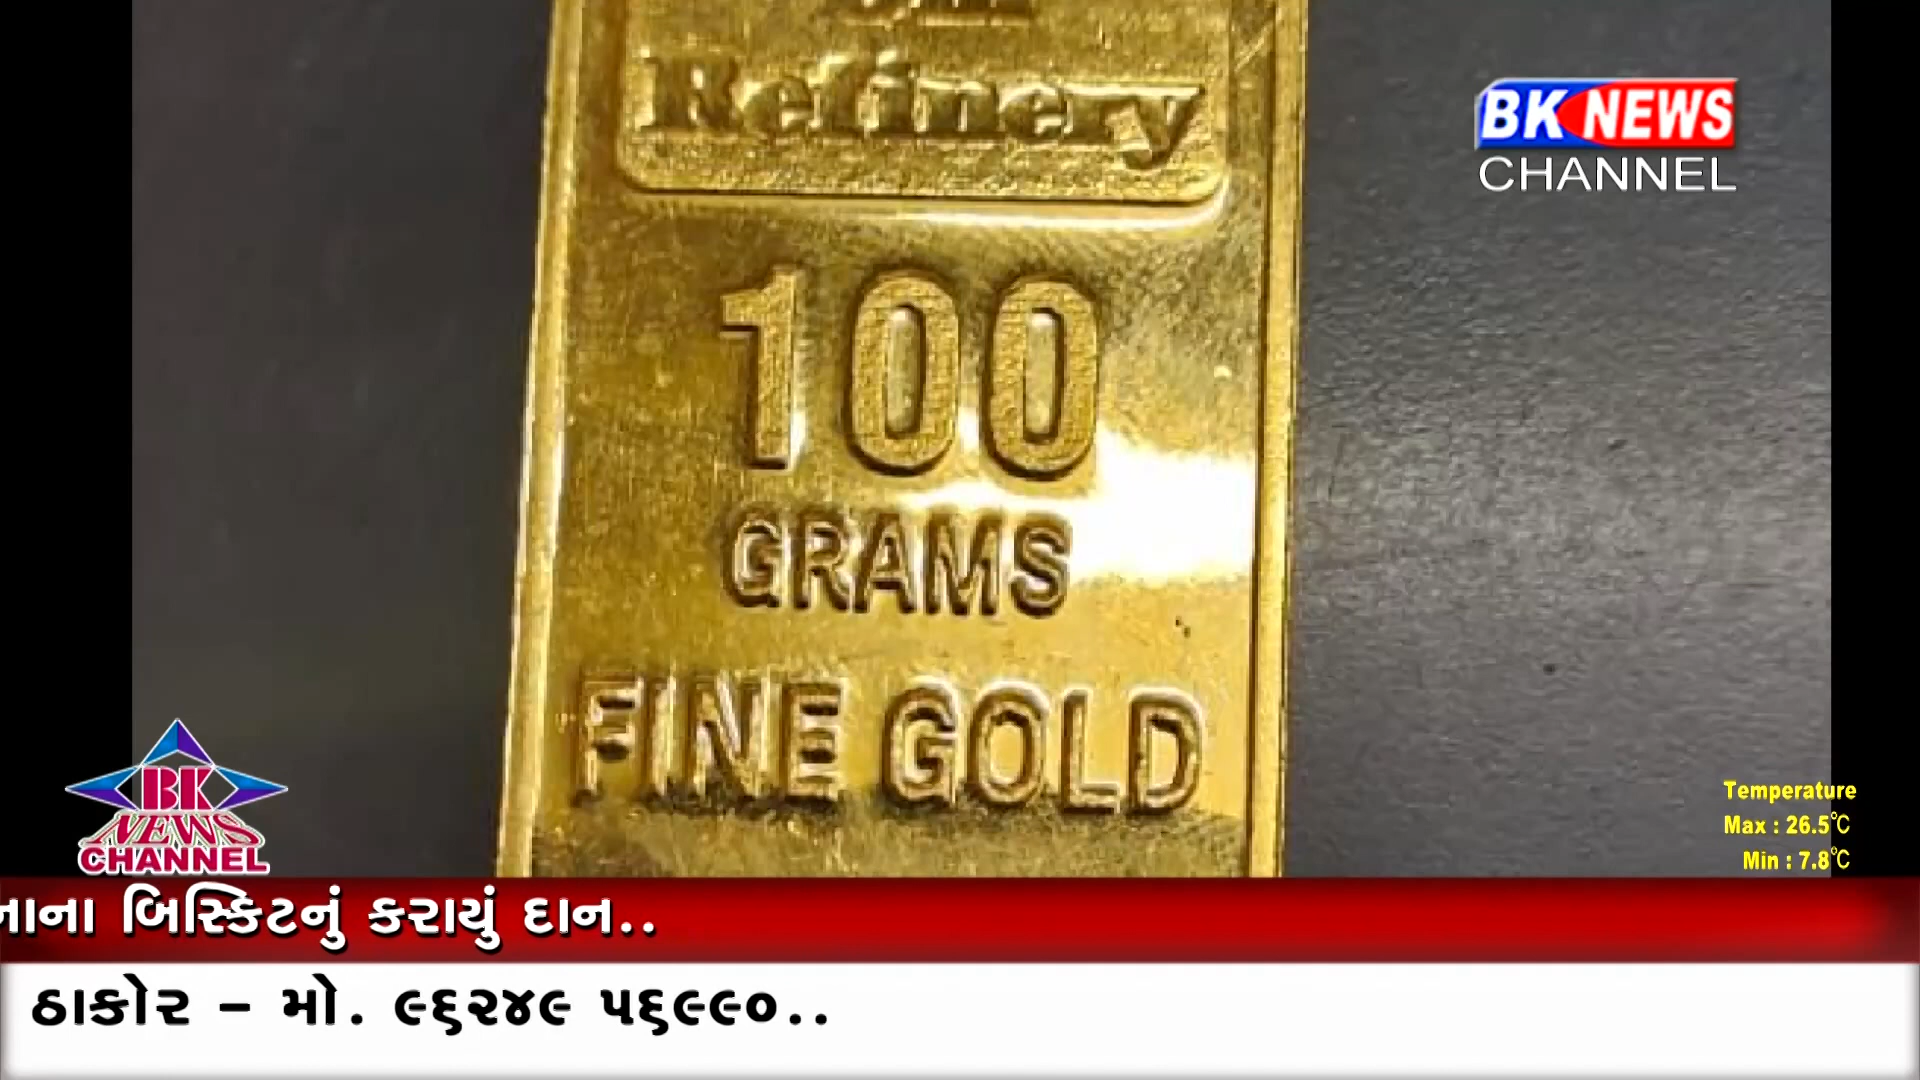 Refinery
BK NEWS
CHANNEL
100
GRAMS
FINE GOLD
BK
NEWS
CHANNEL
Temperature
Max : 26.5℃
Min : 7.8℃
બિસ્કિટનું કરાયું દાન..
ઠાકોર – મો. ૯૬૨૪૯ ૫૬૯૯૦..